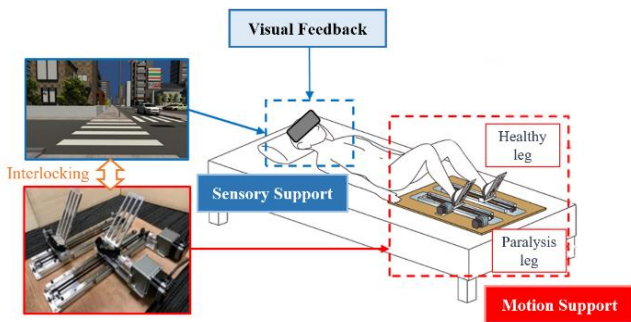 Visual Feedback
Interlocking
Sensory Support
Healthy
leg
Paralysis
leg
Motion Support